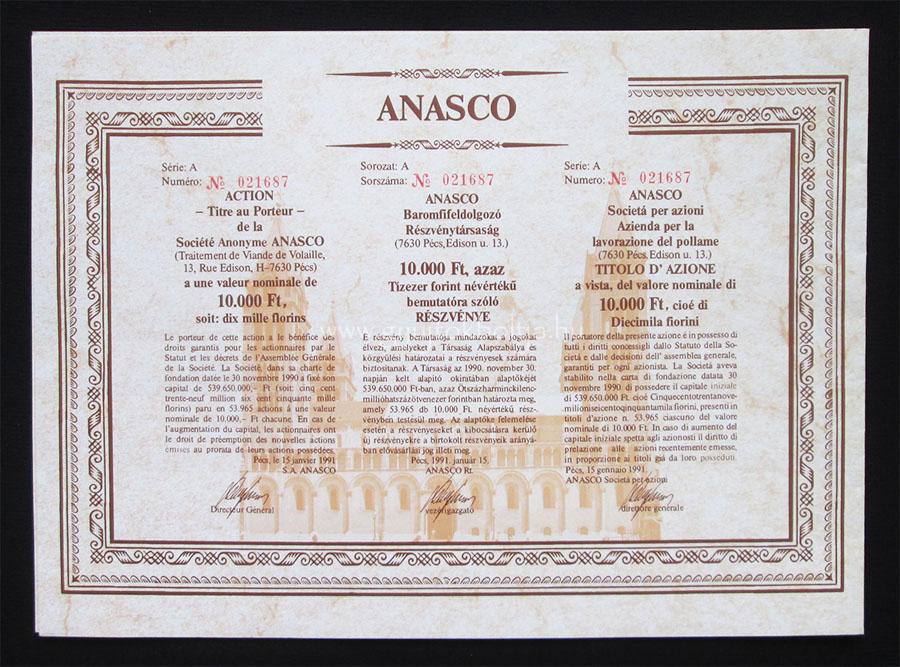 ANASCO
Série: A
Numéro: № 021687
ACTION
– Titre au Porteur –
de la
Société Anonyme ANASCO
(Traitement de Viande de Volaille,
13, Rue Edison, H–7630 Pécs)
a une valeur nominale de
10.000 Ft,
soit: dix mille florins
Le porteur de cette action a le bénéfice des
droits garantis pour les actionnaires par le
Statut et les décrets de l'Assemblée Générale
de la Société. La Société, dans sa charte de
fondation datée le 30 novembre 1990 a fixé son
capital de 539.650.000,– Ft (soit cinq cent
trente-neuf million six cent cinquante mille
florins) paru en 53.965 actions a une valeur
nominale de 10.000,– Ft chacune. En cas de
l'augmentation du capital, les actionnaires ont
le droit de préemption des nouvelles actions
émises au prorata de leurs actions possédées.
Pécs, le 15 janvier 1991
S.A. ANASCO
Directeur Général
Sorozat: A
Sorszáma: № 021687
ANASCO
Baromfifeldolgozó
Részvénytársaság
(7630 Pécs, Edison u. 13.)
10.000 Ft, azaz
Tízezer forint névértékű
bemutatóra szóló
RÉSZVÉNYE
E részvény bemutatója mindazokat a jogokat
élvezi, amelyeket a Társaság Alapszabálya és
közgyűlési határozatai a részvényesek számára
biztosítanak. A Társaság az 1990. november 30.
napján kelt alapító okiratában alaptőkéjét
539.650.000 Ft-ban, azaz Ötszázharminckilenc-
millióhatszázötvenezer forintban határozta meg,
amely 53.965 db 10.000 Ft. névértékű rész-
vényben testesül meg. Az alaptőke felemelése
esetén a részvényeseket a kibocsátásra kerülő
új részvényekre a birtokolt részvényeik arányá-
ban elővásárlási jog illeti meg.
Pécs, 1991. január 15.
ANASCO Rt.
vezérigazgató
Serie: A
Numero: № 021687
ANASCO
Societá per azioni
Azienda per la
lavorazione del pollame
(7630 Pécs, Edison u. 13.)
TITOLO D' AZIONE
a vista, del valore nominale di
10.000 Ft, cioé di
Diecimila fiorini
Il portatore della presente azione é in possesso di
tutti i diritti concessigli dallo Statuto della So-
cietá e dalle decisioni dell' assemblea generale,
garantiti per ogni azionista. La Societá aveva
stabilito nella carta di fondazione datata 30
novembre 1990 di possedere il capitale iniziale
di 539.650.000 Ft. cioé Cinquecentotrentanove-
milioniseicentoqinquantamila fiorini, presenti in
titoli d'azione n. 53.965 ciascuno del valore
nominale di 10.000 Ft. In caso di aumento del
capitale iniziale spetta agli azionosti il diritto di
prelazione alle azioni recentemente emesse,
in proporzione ai titoli giá da loro posseduti.
Pécs, 15 gennaio 1991.
ANASCO Societá per azioni
direttore generale